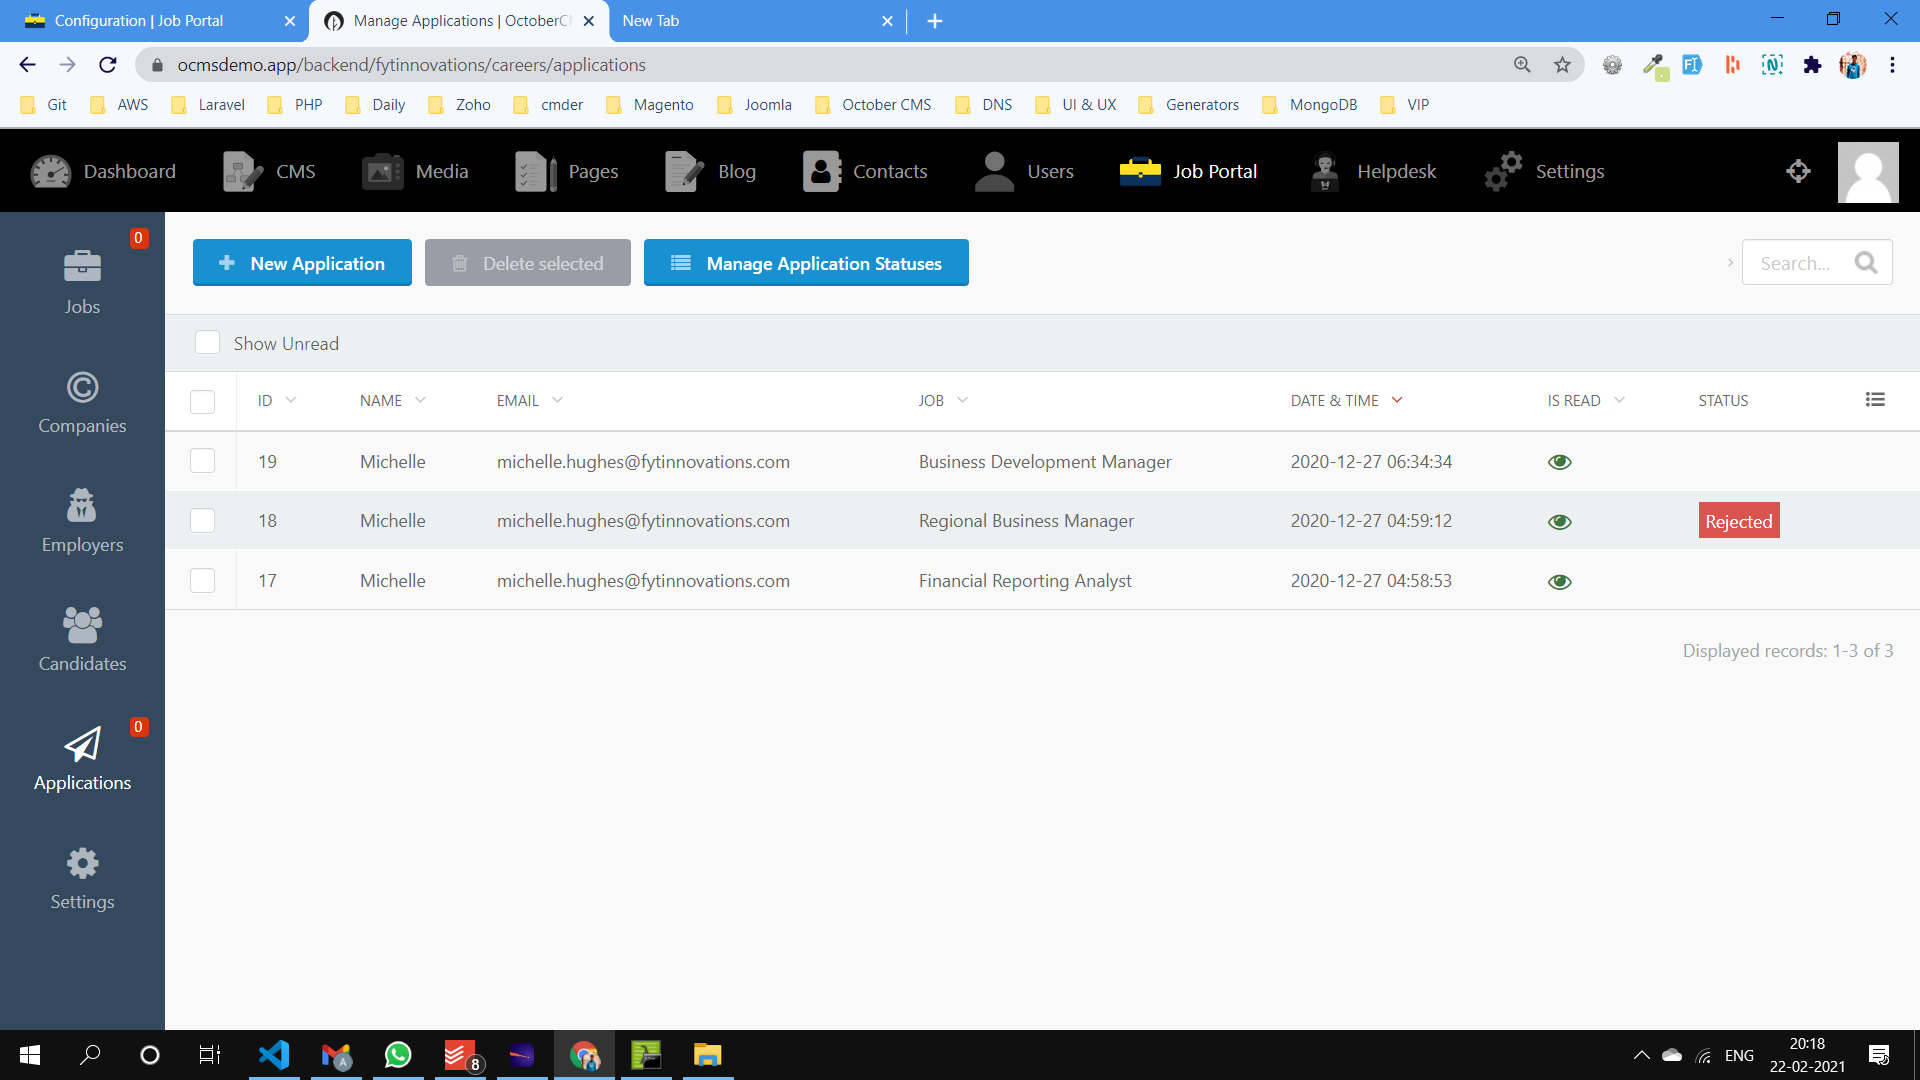 Configuration | Job Portal
Manage Applications | OctoberC
New Tab
ocmsdemo.app/backend/fytinnovations/careers/applications
Git AWS Laravel PHP Daily Zoho cmder Magento Joomla October CMS DNS UI & UX Generators MongoDB VIP
Dashboard CMS Media Pages Blog Contacts Users Job Portal Helpdesk Settings
0
Jobs
Companies
Employers
Candidates
0
Applications
Settings
New Application Delete selected Manage Application Statuses Search...
Show Unread
ID NAME EMAIL JOB DATE & TIME IS READ STATUS
19 Michelle michelle.hughes@fytinnovations.com Business Development Manager 2020-12-27 06:34:34
18 Michelle michelle.hughes@fytinnovations.com Regional Business Manager 2020-12-27 04:59:12 Rejected
17 Michelle michelle.hughes@fytinnovations.com Financial Reporting Analyst 2020-12-27 04:58:53
Displayed records: 1-3 of 3
A
8
ENG
20:18
22-02-2021